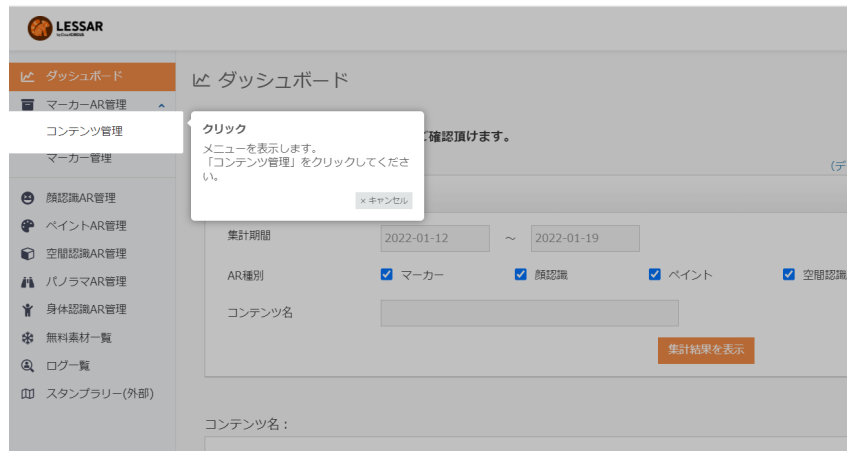 LESSAR
ダッシュボード
マーカーAR管理
コンテンツ管理
マーカー管理
顔認識AR管理
ペイントAR管理
空間認識AR管理
パノラマAR管理
身体認識AR管理
無料素材一覧
ログ一覧
スタンプラリー(外部)
ダッシュボード
クリック
メニューを表示します。
「コンテンツ管理」をクリックしてくださ
い。
×キャンセル
ご確認頂けます。
(デ
集計期間
2022-01-12 ～ 2022-01-19
AR種別 マーカー 顔認識 ペイント 空間認識
コンテンツ名
集計結果を表示
コンテンツ名：